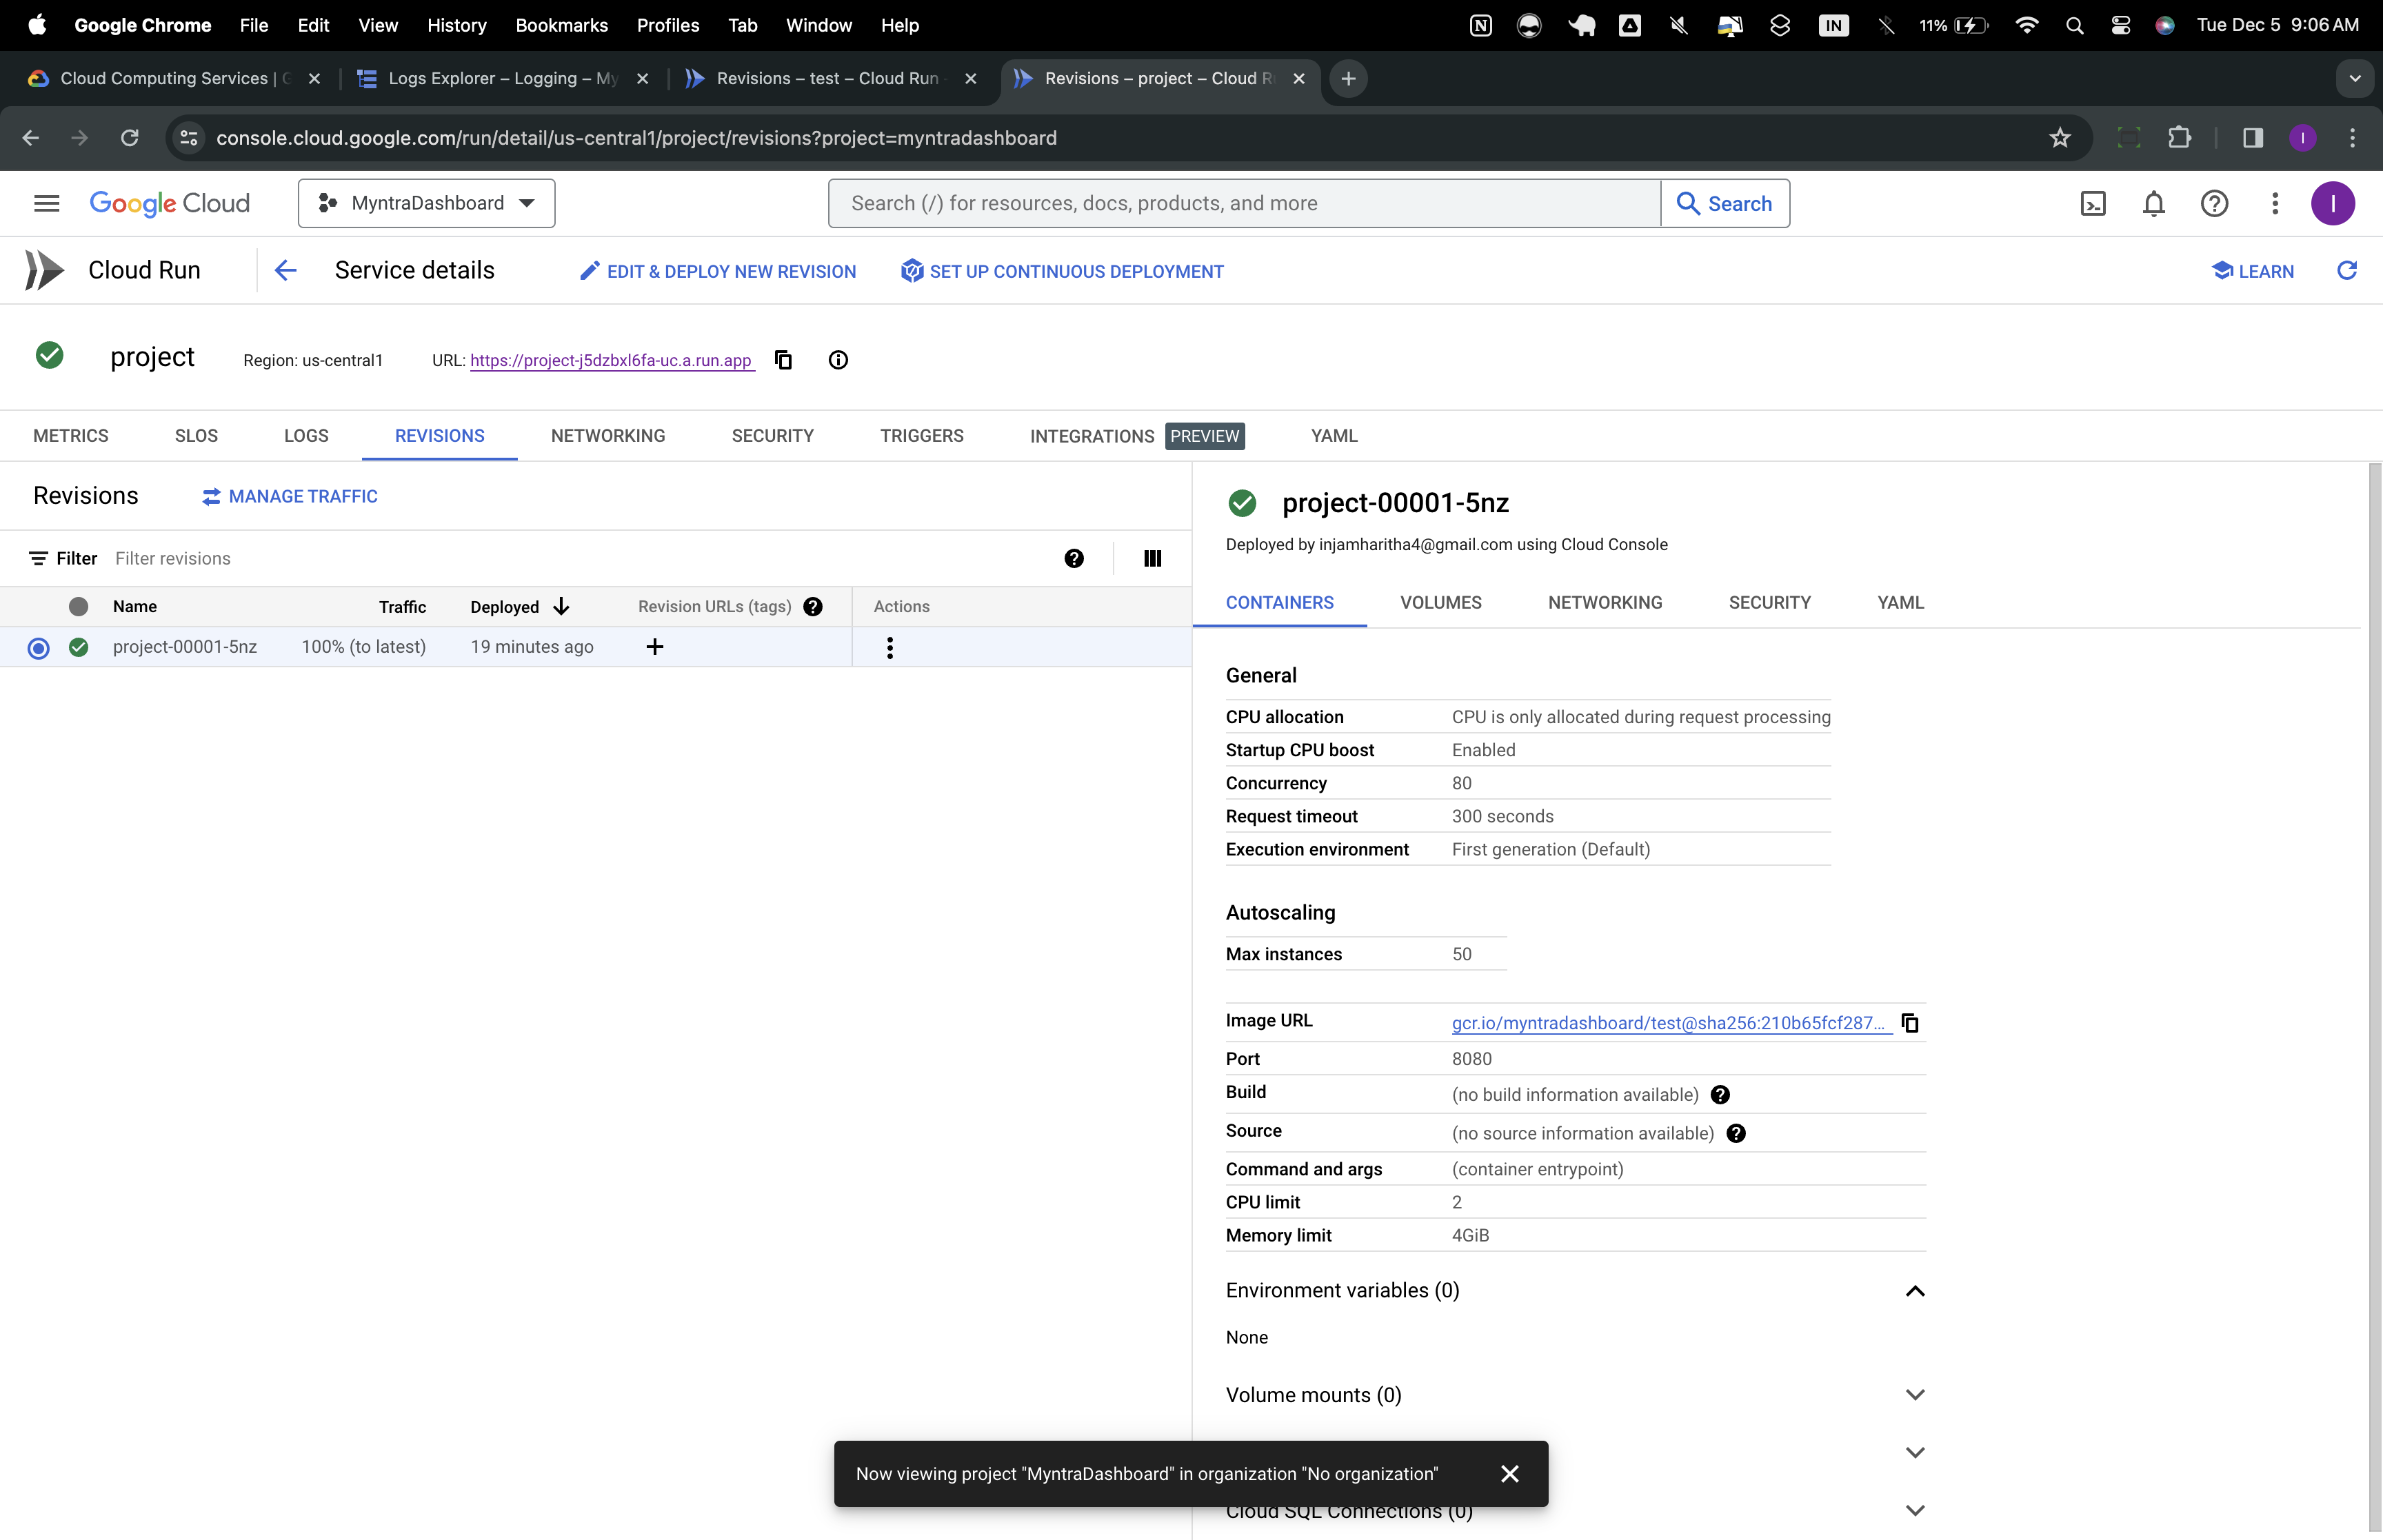 Google Chrome File Edit View History Bookmarks Profiles Tab Window Help IN 11% Tue Dec 5 9:06 AM
Cloud Computing Services | Logs Explorer – Logging – My Revisions – test – Cloud Run Revisions – project – Cloud
console.cloud.google.com/run/detail/us-central1/project/revisions?project=myntradashboard I
Google Cloud MyntraDashboard Search (/) for resources, docs, products, and more Search I
Cloud Run Service details EDIT & DEPLOY NEW REVISION SET UP CONTINUOUS DEPLOYMENT LEARN
project Region: us-central1 URL: https://project-j5dzbxl6fa-uc.a.run.app
METRICS SLOS LOGS REVISIONS NETWORKING SECURITY TRIGGERS INTEGRATIONS PREVIEW YAML
Revisions MANAGE TRAFFIC
Filter Filter revisions
Name Traffic Deployed Revision URLs (tags) Actions
project-00001-5nz 100% (to latest) 19 minutes ago
project-00001-5nz
Deployed by injamharitha4@gmail.com using Cloud Console
CONTAINERS VOLUMES NETWORKING SECURITY YAML
General
CPU allocation CPU is only allocated during request processing
Startup CPU boost Enabled
Concurrency 80
Request timeout 300 seconds
Execution environment First generation (Default)
Autoscaling
Max instances 50
Image URL gcr.io/myntradashboard/test@sha256:210b65fcf287...
Port 8080
Build (no build information available)
Source (no source information available)
Command and args (container entrypoint)
CPU limit 2
Memory limit 4GiB
Environment variables (0)
None
Volume mounts (0)
Now viewing project "MyntraDashboard" in organization "No organization"
Cloud SQL Connections (0)